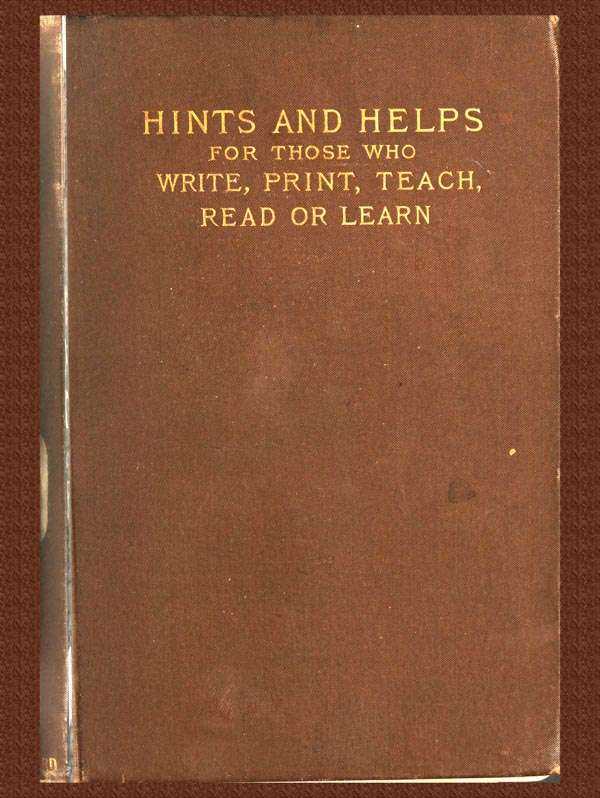 HINTS AND HELPS
FOR THOSE WHO
WRITE, PRINT, TEACH,
READ OR LEARN